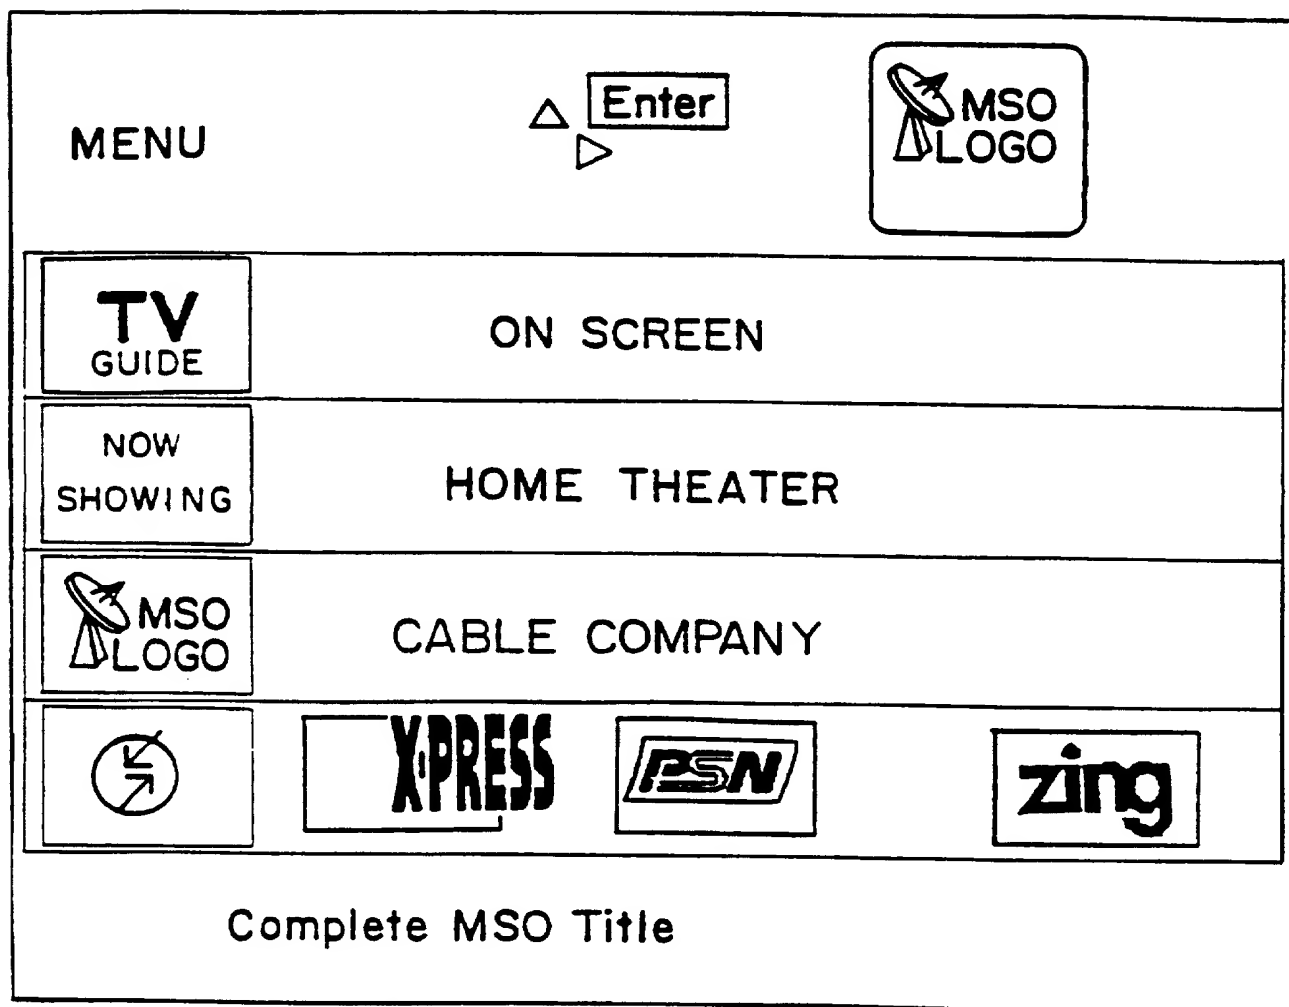 MENU
Enter
MSO
LOGO
TV
GUIDE
ON SCREEN
NOW
SHOWING
HOME THEATER
MSO
LOGO
CABLE COMPANY
X·PRESS
PSN
zing
Complete MSO Title